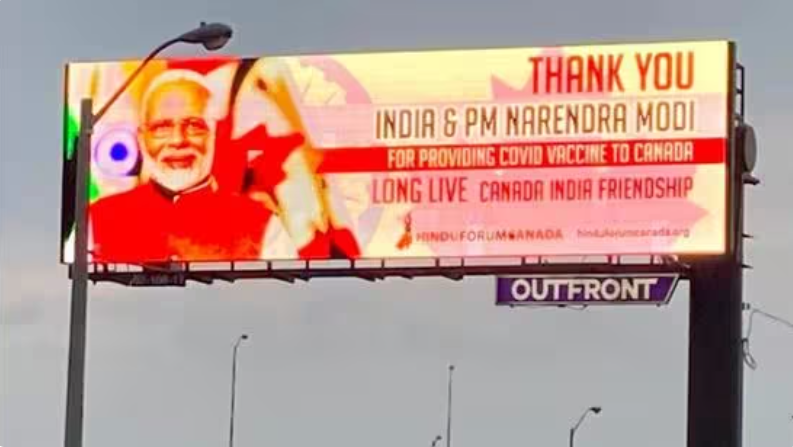 THANK YOU
INDIA & PM NARENDRA MODI
FOR PROVIDING COVID VACCINE TO CANADA
LONG LIVE CANADA INDIA FRIENDSHIP
HINDUFORUMCANADA hinduforumcanada.org
OUTFRONT